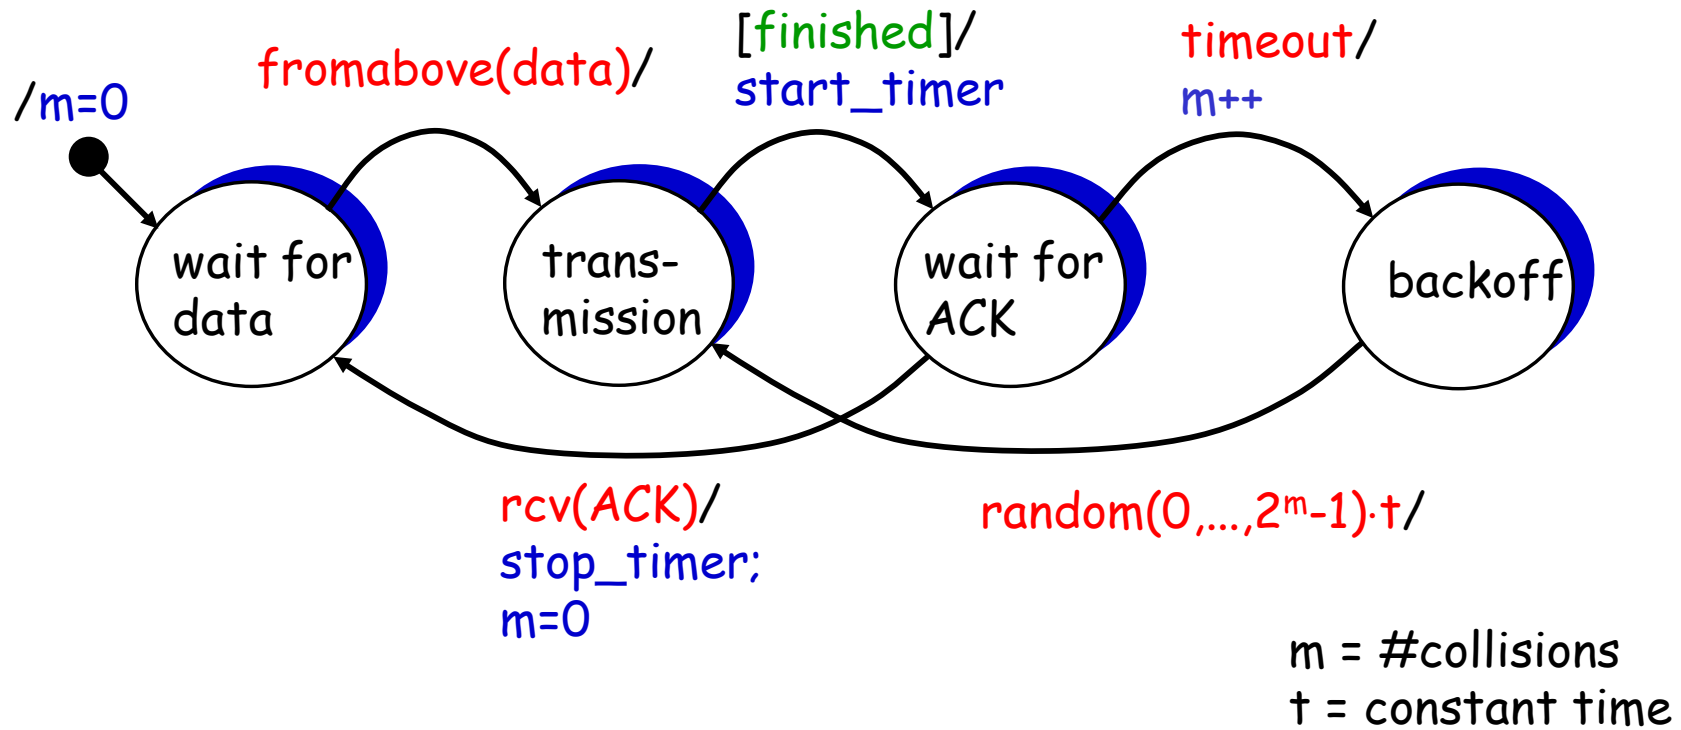 /m=0
fromabove(data)/
[finished]/
start_timer
timeout/
m++
wait for
data
trans-
mission
wait for
ACK
backoff
rcv(ACK)/
stop_timer;
m=0
random(0,...,2ᵐ-1)·t/
m = #collisions
t = constant time